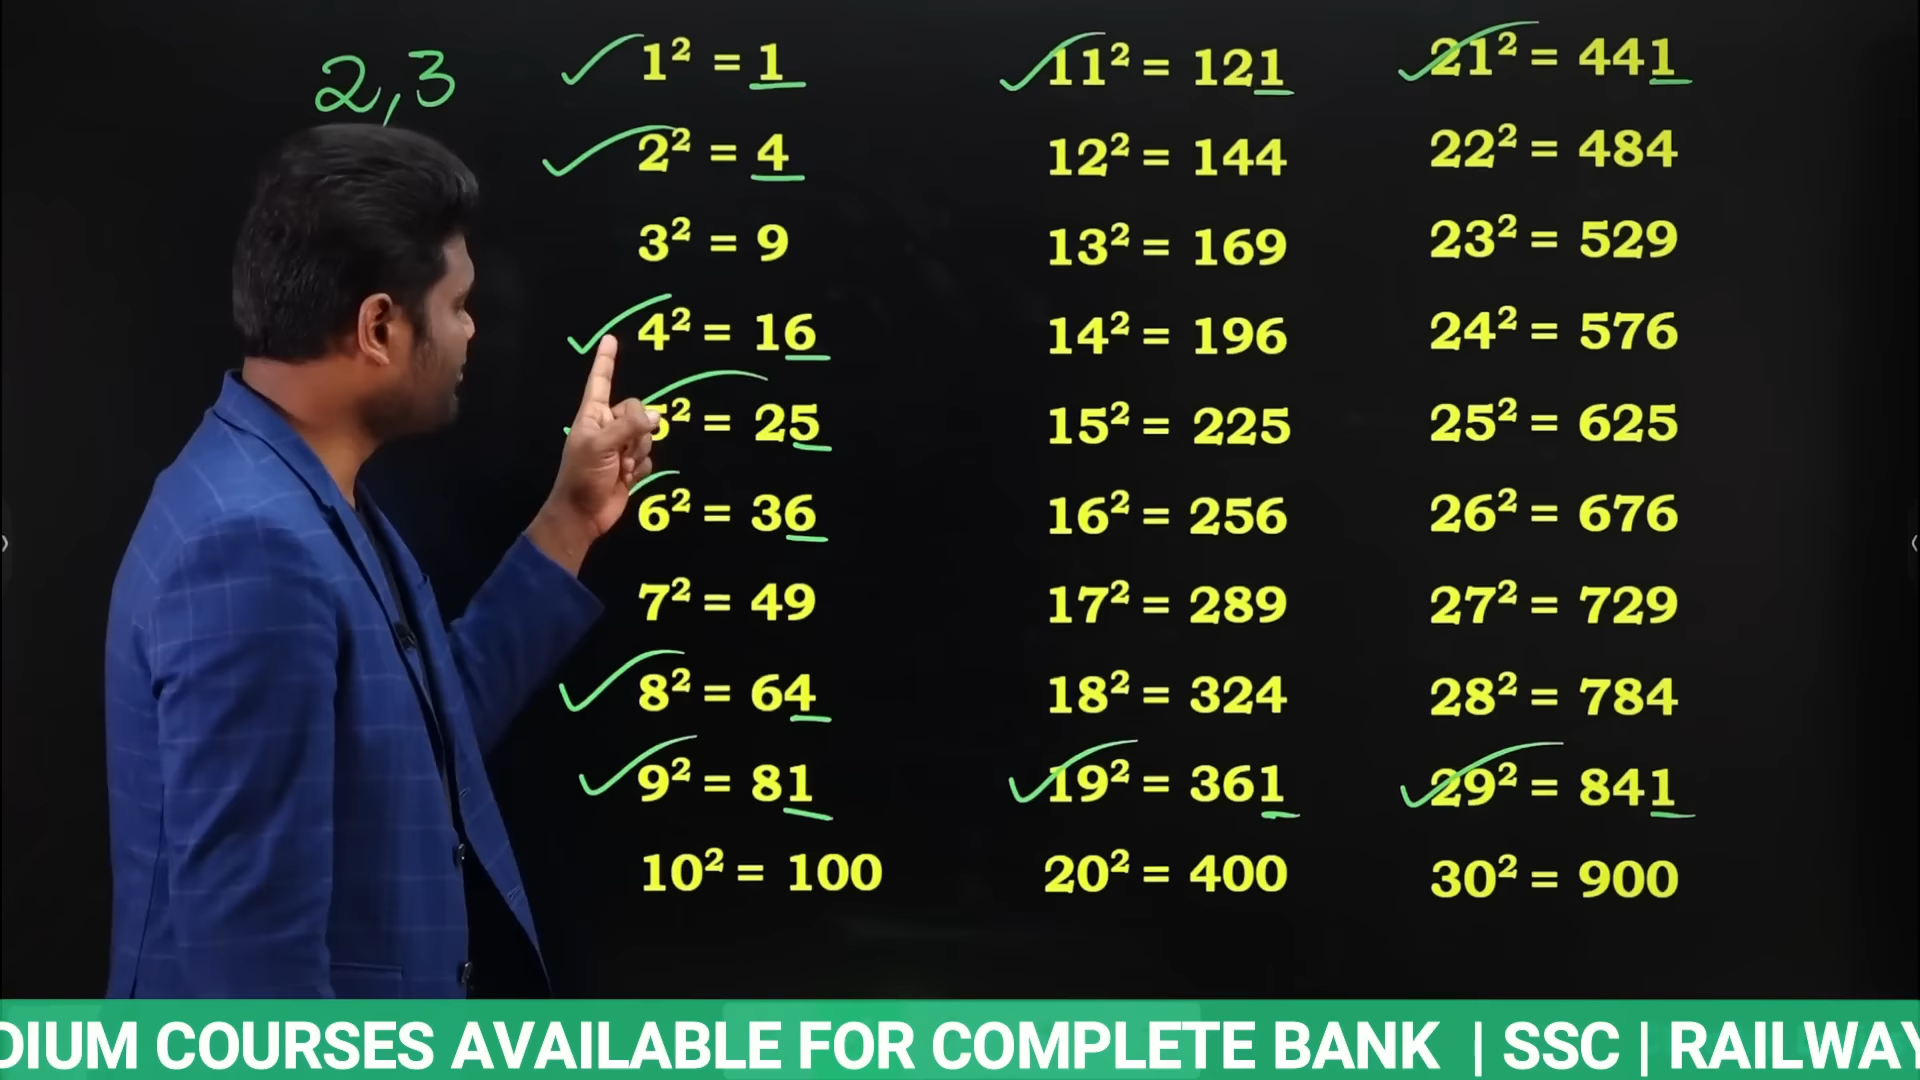 2,3
1² = 1
2² = 4
3² = 9
4² = 16
5² = 25
6² = 36
7² = 49
8² = 64
9² = 81
10² = 100
11² = 121
12² = 144
13² = 169
14² = 196
15² = 225
16² = 256
17² = 289
18² = 324
19² = 361
20² = 400
21² = 441
22² = 484
23² = 529
24² = 576
25² = 625
26² = 676
27² = 729
28² = 784
29² = 841
30² = 900
DIUM COURSES AVAILABLE FOR COMPLETE BANK | SSC | RAILWAY